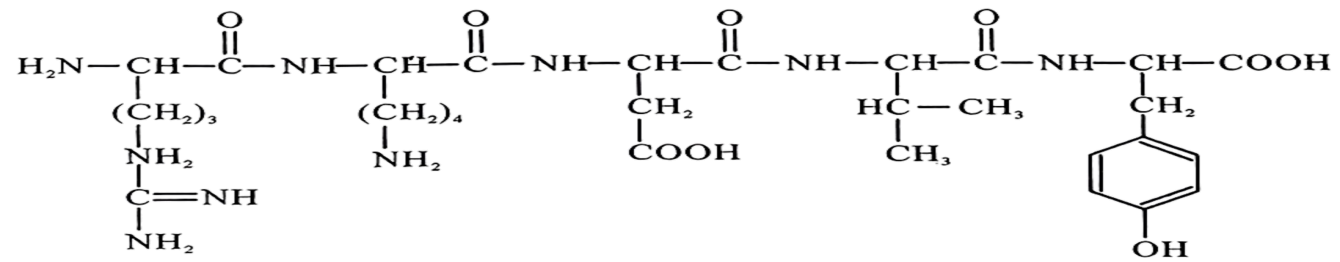 O O O O
H₂N—CH—C—NH—CH—C—NH—CH—C—NH—CH—C—NH—CH—COOH
(CH₂)₃ (CH₂)₄ CH₂ HC—CH₃ CH₂
NH₂ NH₂ COOH CH₃
C=NH
NH₂ OH